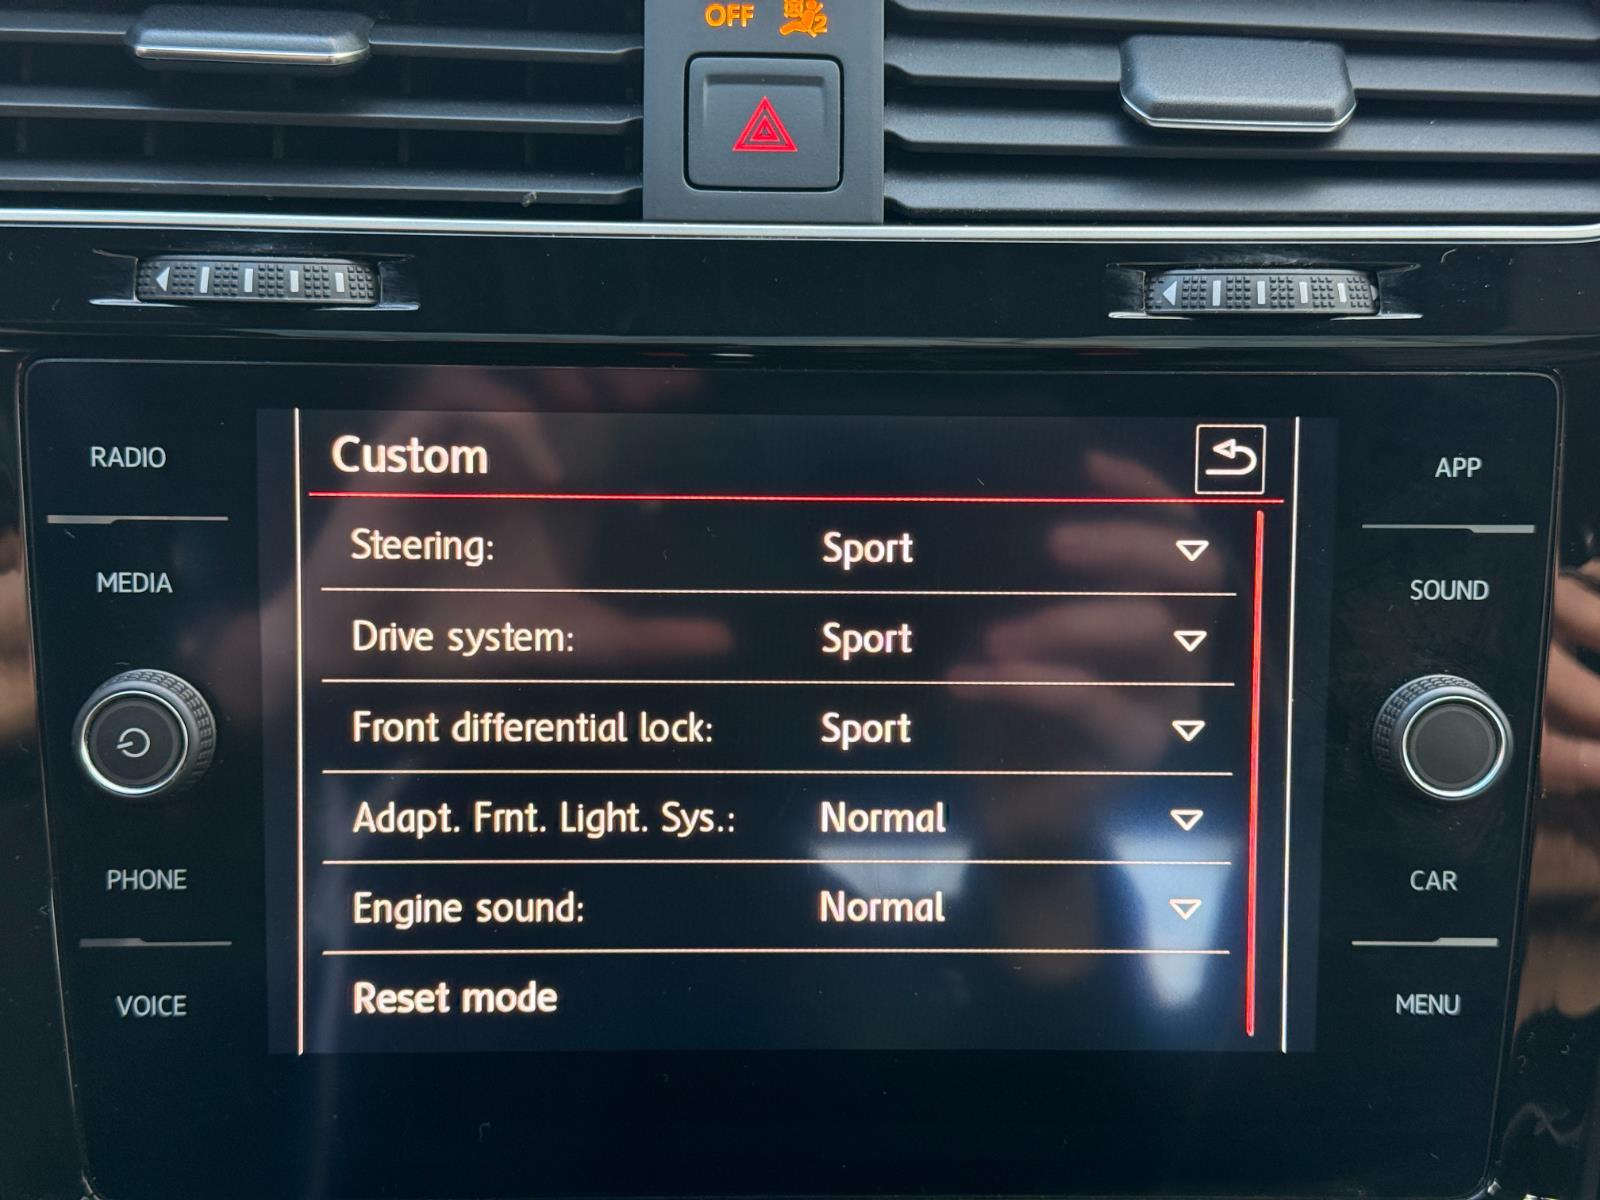 OFF 2
Custom
RADIO
APP
Steering: Sport
MEDIA
SOUND
Drive system: Sport
Front differential lock: Sport
Adapt. Frnt. Light. Sys.: Normal
PHONE
CAR
Engine sound: Normal
Reset mode
VOICE
MENU